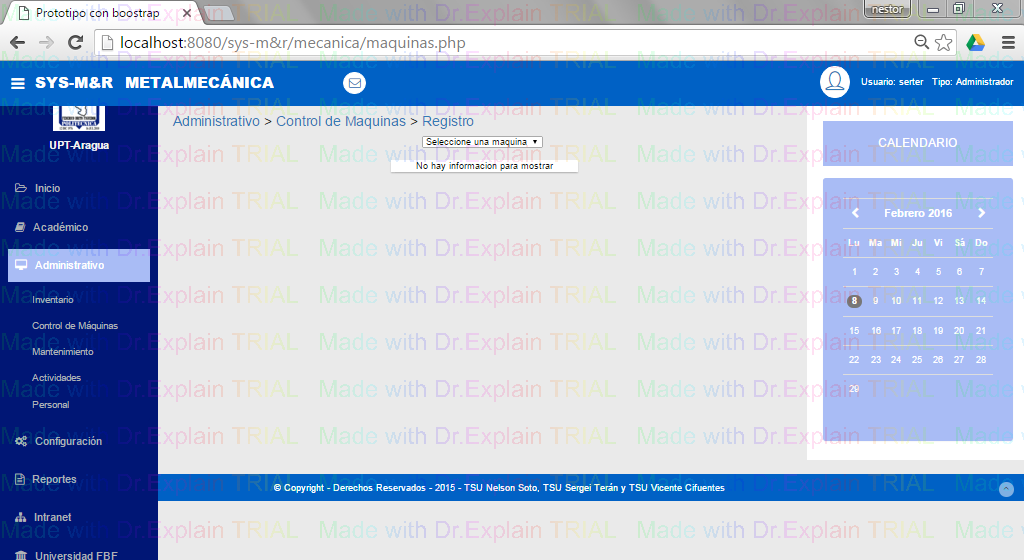 Prototipo con boostrap
nestor
localhost:8080/sys-m&r/mecanica/maquinas.php
SYS-M&R METALMECÁNICA
Usuario: serter Tipo: Administrador
UPT-Aragua
Inicio
Académico
Administrativo
Inventario
Control de Máquinas
Mantenimiento
Actividades
Personal
Configuración
Reportes
Intranet
Universidad FBF
Administrativo > Control de Maquinas > Registro
Seleccione una maquina
No hay informacion para mostrar
CALENDARIO
Febrero 2016
Lu Ma Mi Ju Vi Sá Do
1 2 3 4 5 6 7
8 9 10 11 12 13 14
15 16 17 18 19 20 21
22 23 24 25 26 27 28
29
© Copyright - Derechos Reservados - 2015 - TSU Nelson Soto, TSU Sergei Terán y TSU Vicente Cifuentes
Made with Dr.Explain TRIAL